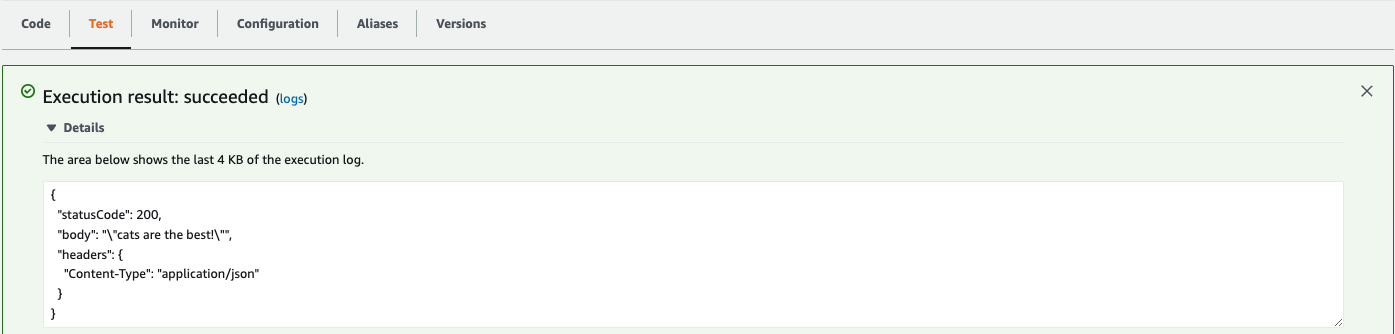 Code Test Monitor Configuration Aliases Versions
Execution result: succeeded (logs)
Details
The area below shows the last 4 KB of the execution log.
{
"statusCode": 200,
"body": "\"cats are the best!\"",
"headers": {
"Content-Type": "application/json"
}
}